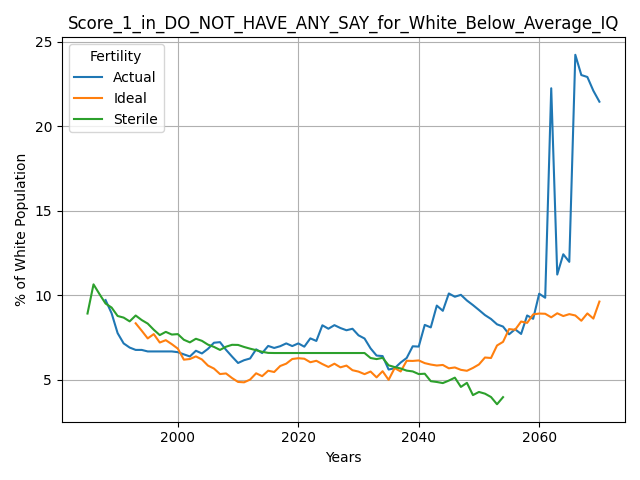 Score_1_in_DO_NOT_HAVE_ANY_SAY_for_White_Below_Average_IQ
Fertility
Actual
Ideal
Sterile
% of White Population
25
20
15
10
5
2000
2020
2040
2060
Years